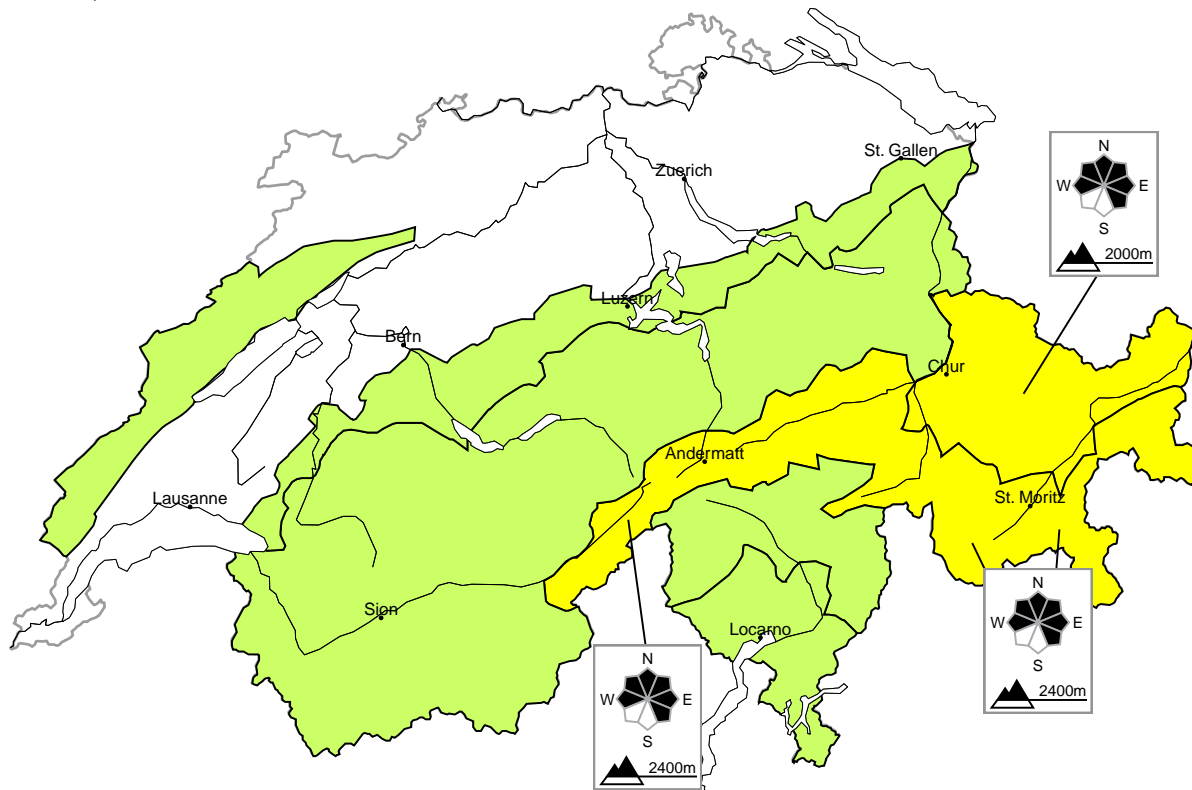 St. Gallen
Zuerich
N
W E
S
2000m
Luzern
Bern
Chur
Andermatt
Lausanne
St. Moritz
Sion
Locarno
N
W E
S
2400m
N
W E
S
2400m